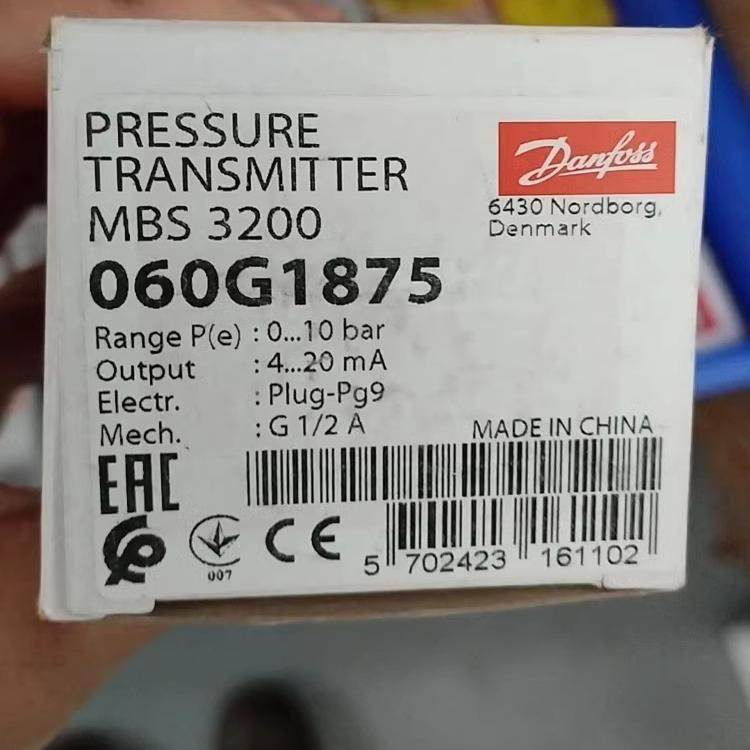 PRESSURE
TRANSMITTER
MBS 3200
060G1875
Danfoss
6430 Nordborg,
Denmark
Range P(e) : 0...10 bar
Output : 4...20 mA
Electr. : Plug-Pg9
Mech. : G 1/2 A
MADE IN CHINA
EAC
007
CE
5 702423 161102